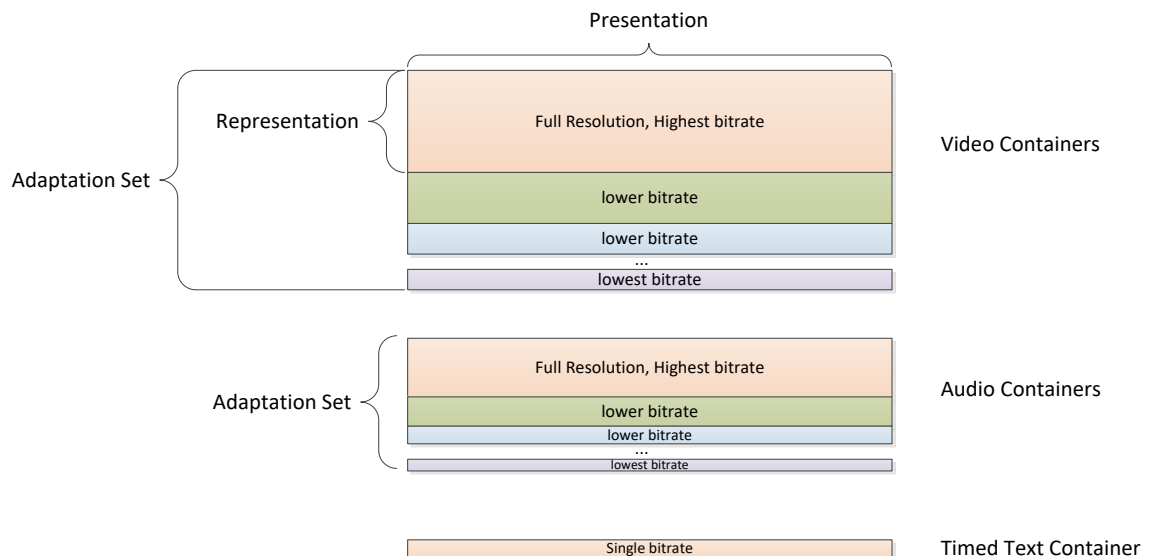 Presentation
Representation
Full Resolution, Highest bitrate
Video Containers
Adaptation Set
lower bitrate
lower bitrate
...
lowest bitrate
Full Resolution, Highest bitrate
Audio Containers
Adaptation Set
lower bitrate
lower bitrate
...
lowest bitrate
Single bitrate
Timed Text Container